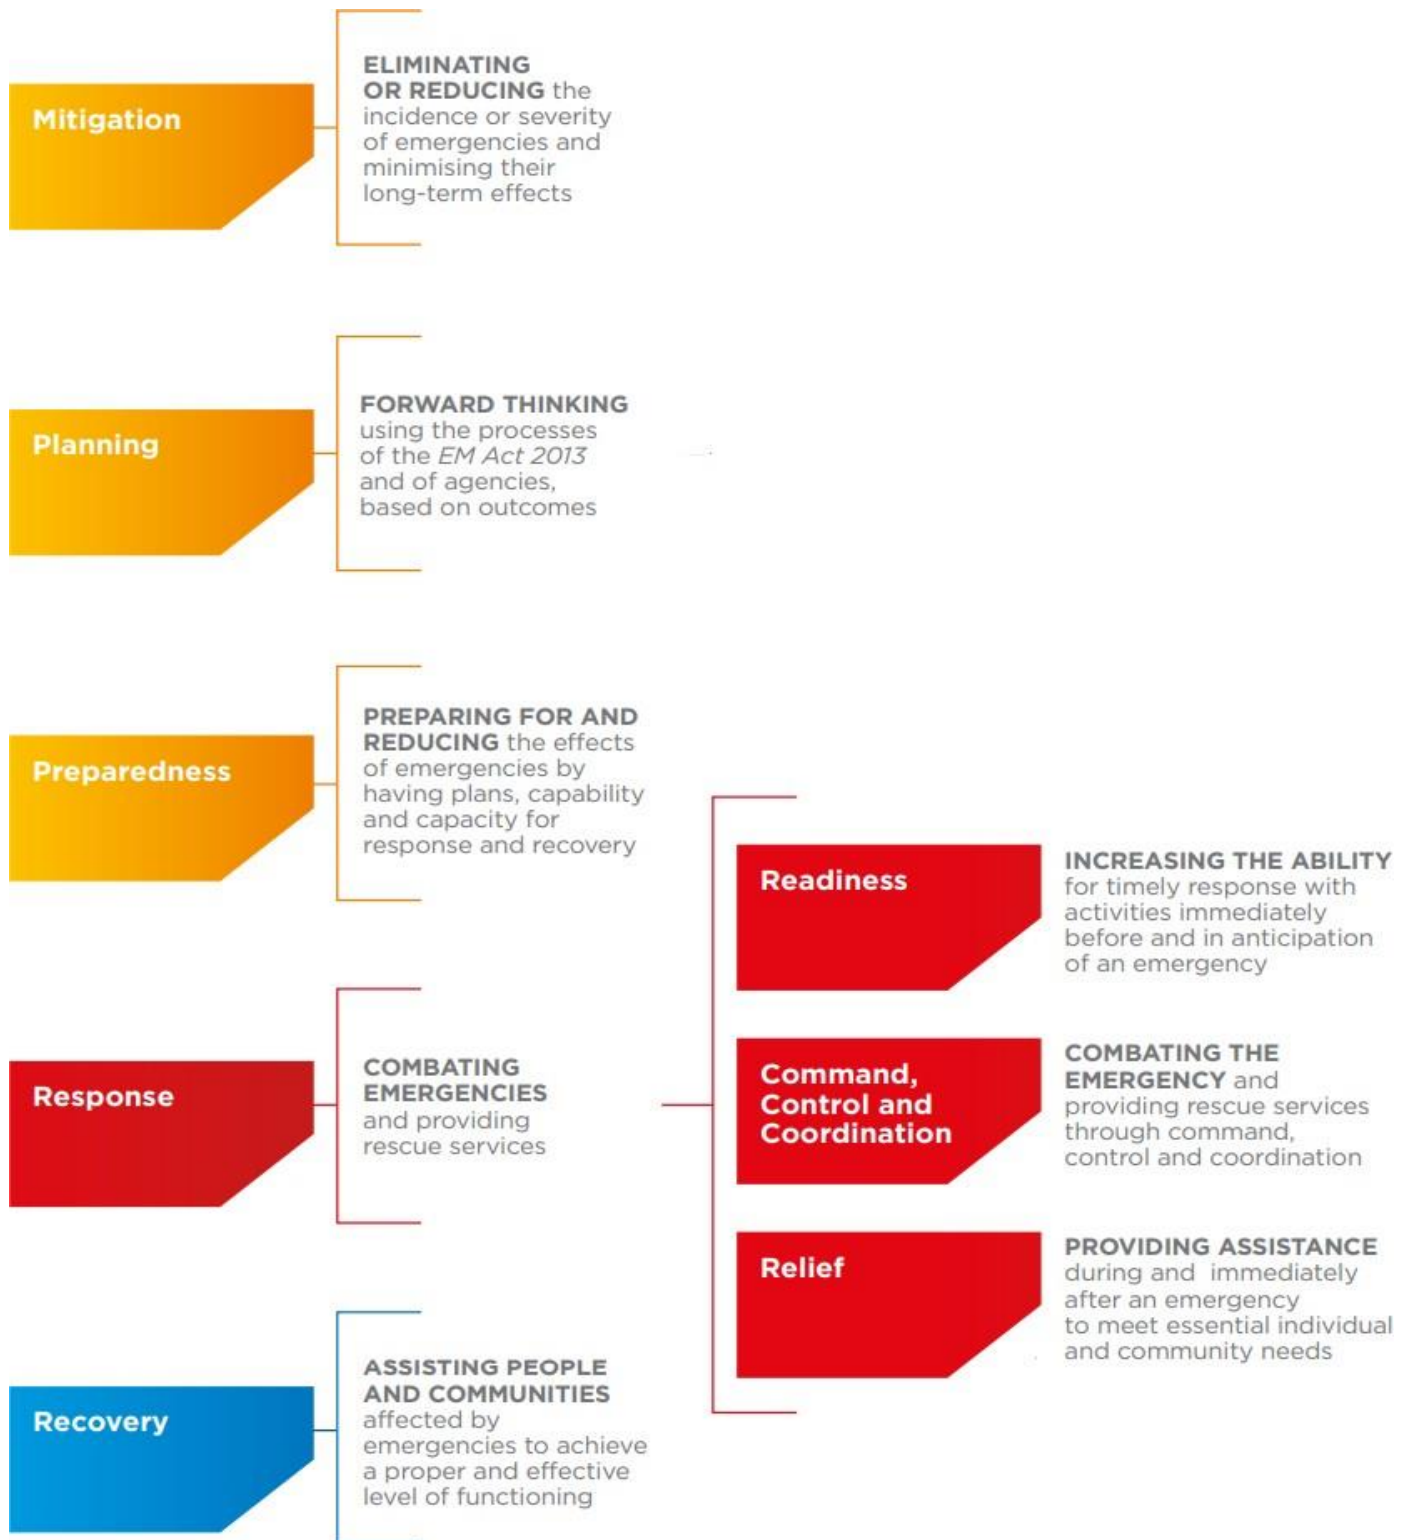 Mitigation
ELIMINATING
OR REDUCING the
incidence or severity
of emergencies and
minimising their
long-term effects
Planning
FORWARD THINKING
using the processes
of the EM Act 2013
and of agencies,
based on outcomes
Preparedness
PREPARING FOR AND
REDUCING the effects
of emergencies by
having plans, capability
and capacity for
response and recovery
Response
COMBATING
EMERGENCIES
and providing
rescue services
Readiness
INCREASING THE ABILITY
for timely response with
activities immediately
before and in anticipation
of an emergency
Command,
Control and
Coordination
COMBATING THE
EMERGENCY and
providing rescue services
through command,
control and coordination
Relief
PROVIDING ASSISTANCE
during and immediately
after an emergency
to meet essential individual
and community needs
Recovery
ASSISTING PEOPLE
AND COMMUNITIES
affected by
emergencies to achieve
a proper and effective
level of functioning